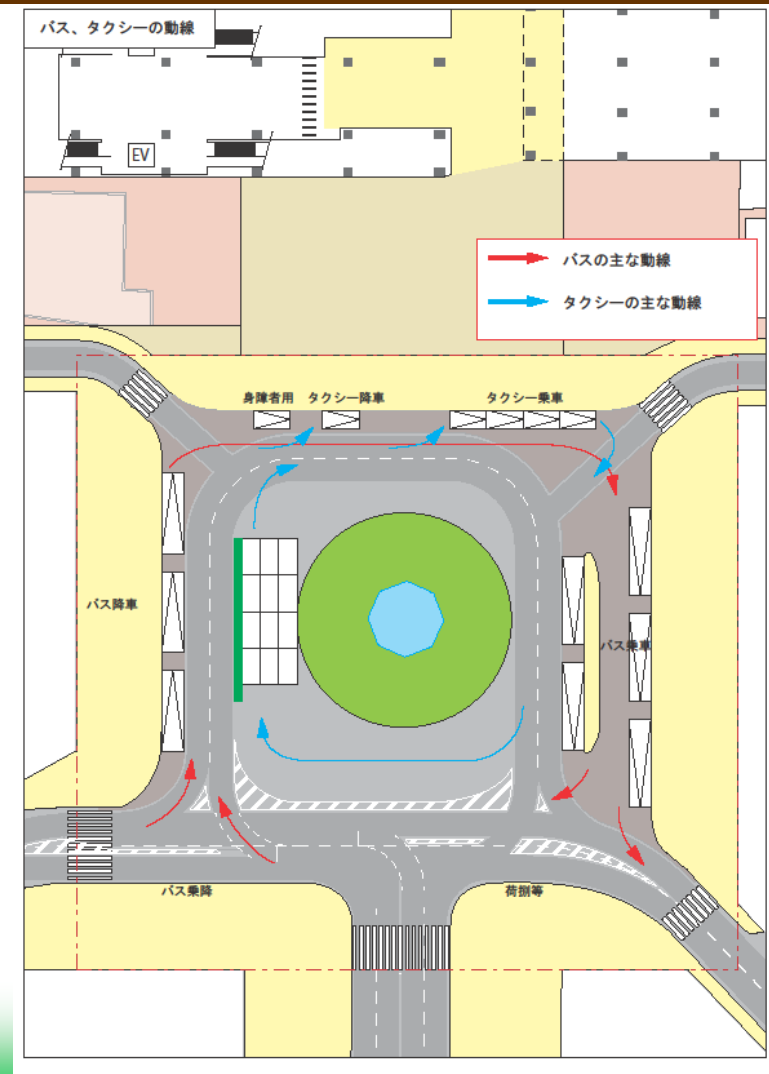 バス、タクシーの動線
EV
バスの主な動線
タクシーの主な動線
身障者用 タクシー降車 タクシー乗車
バス降車
バス乗車
バス乗降
荷捌等